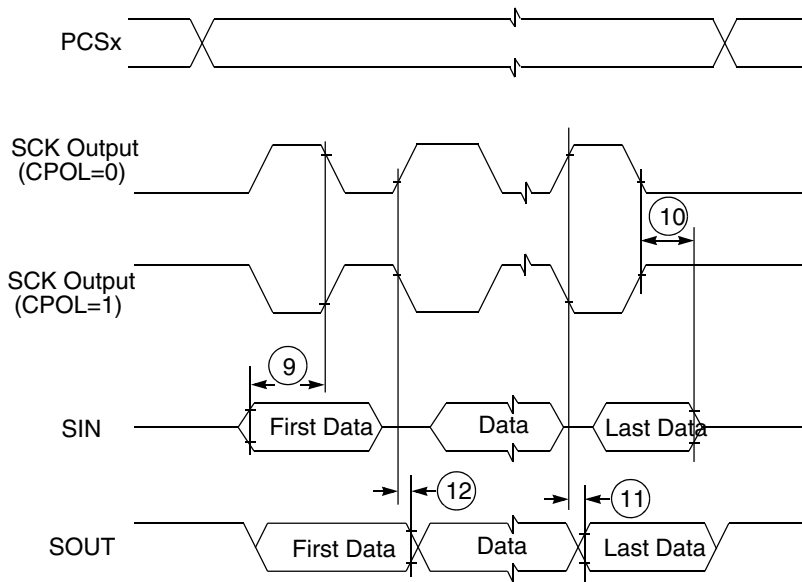 PCSx
SCK Output
(CPOL=0)
10
SCK Output
(CPOL=1)
9
SIN
First Data
Data
Last Data
12
11
SOUT
First Data
Data
Last Data